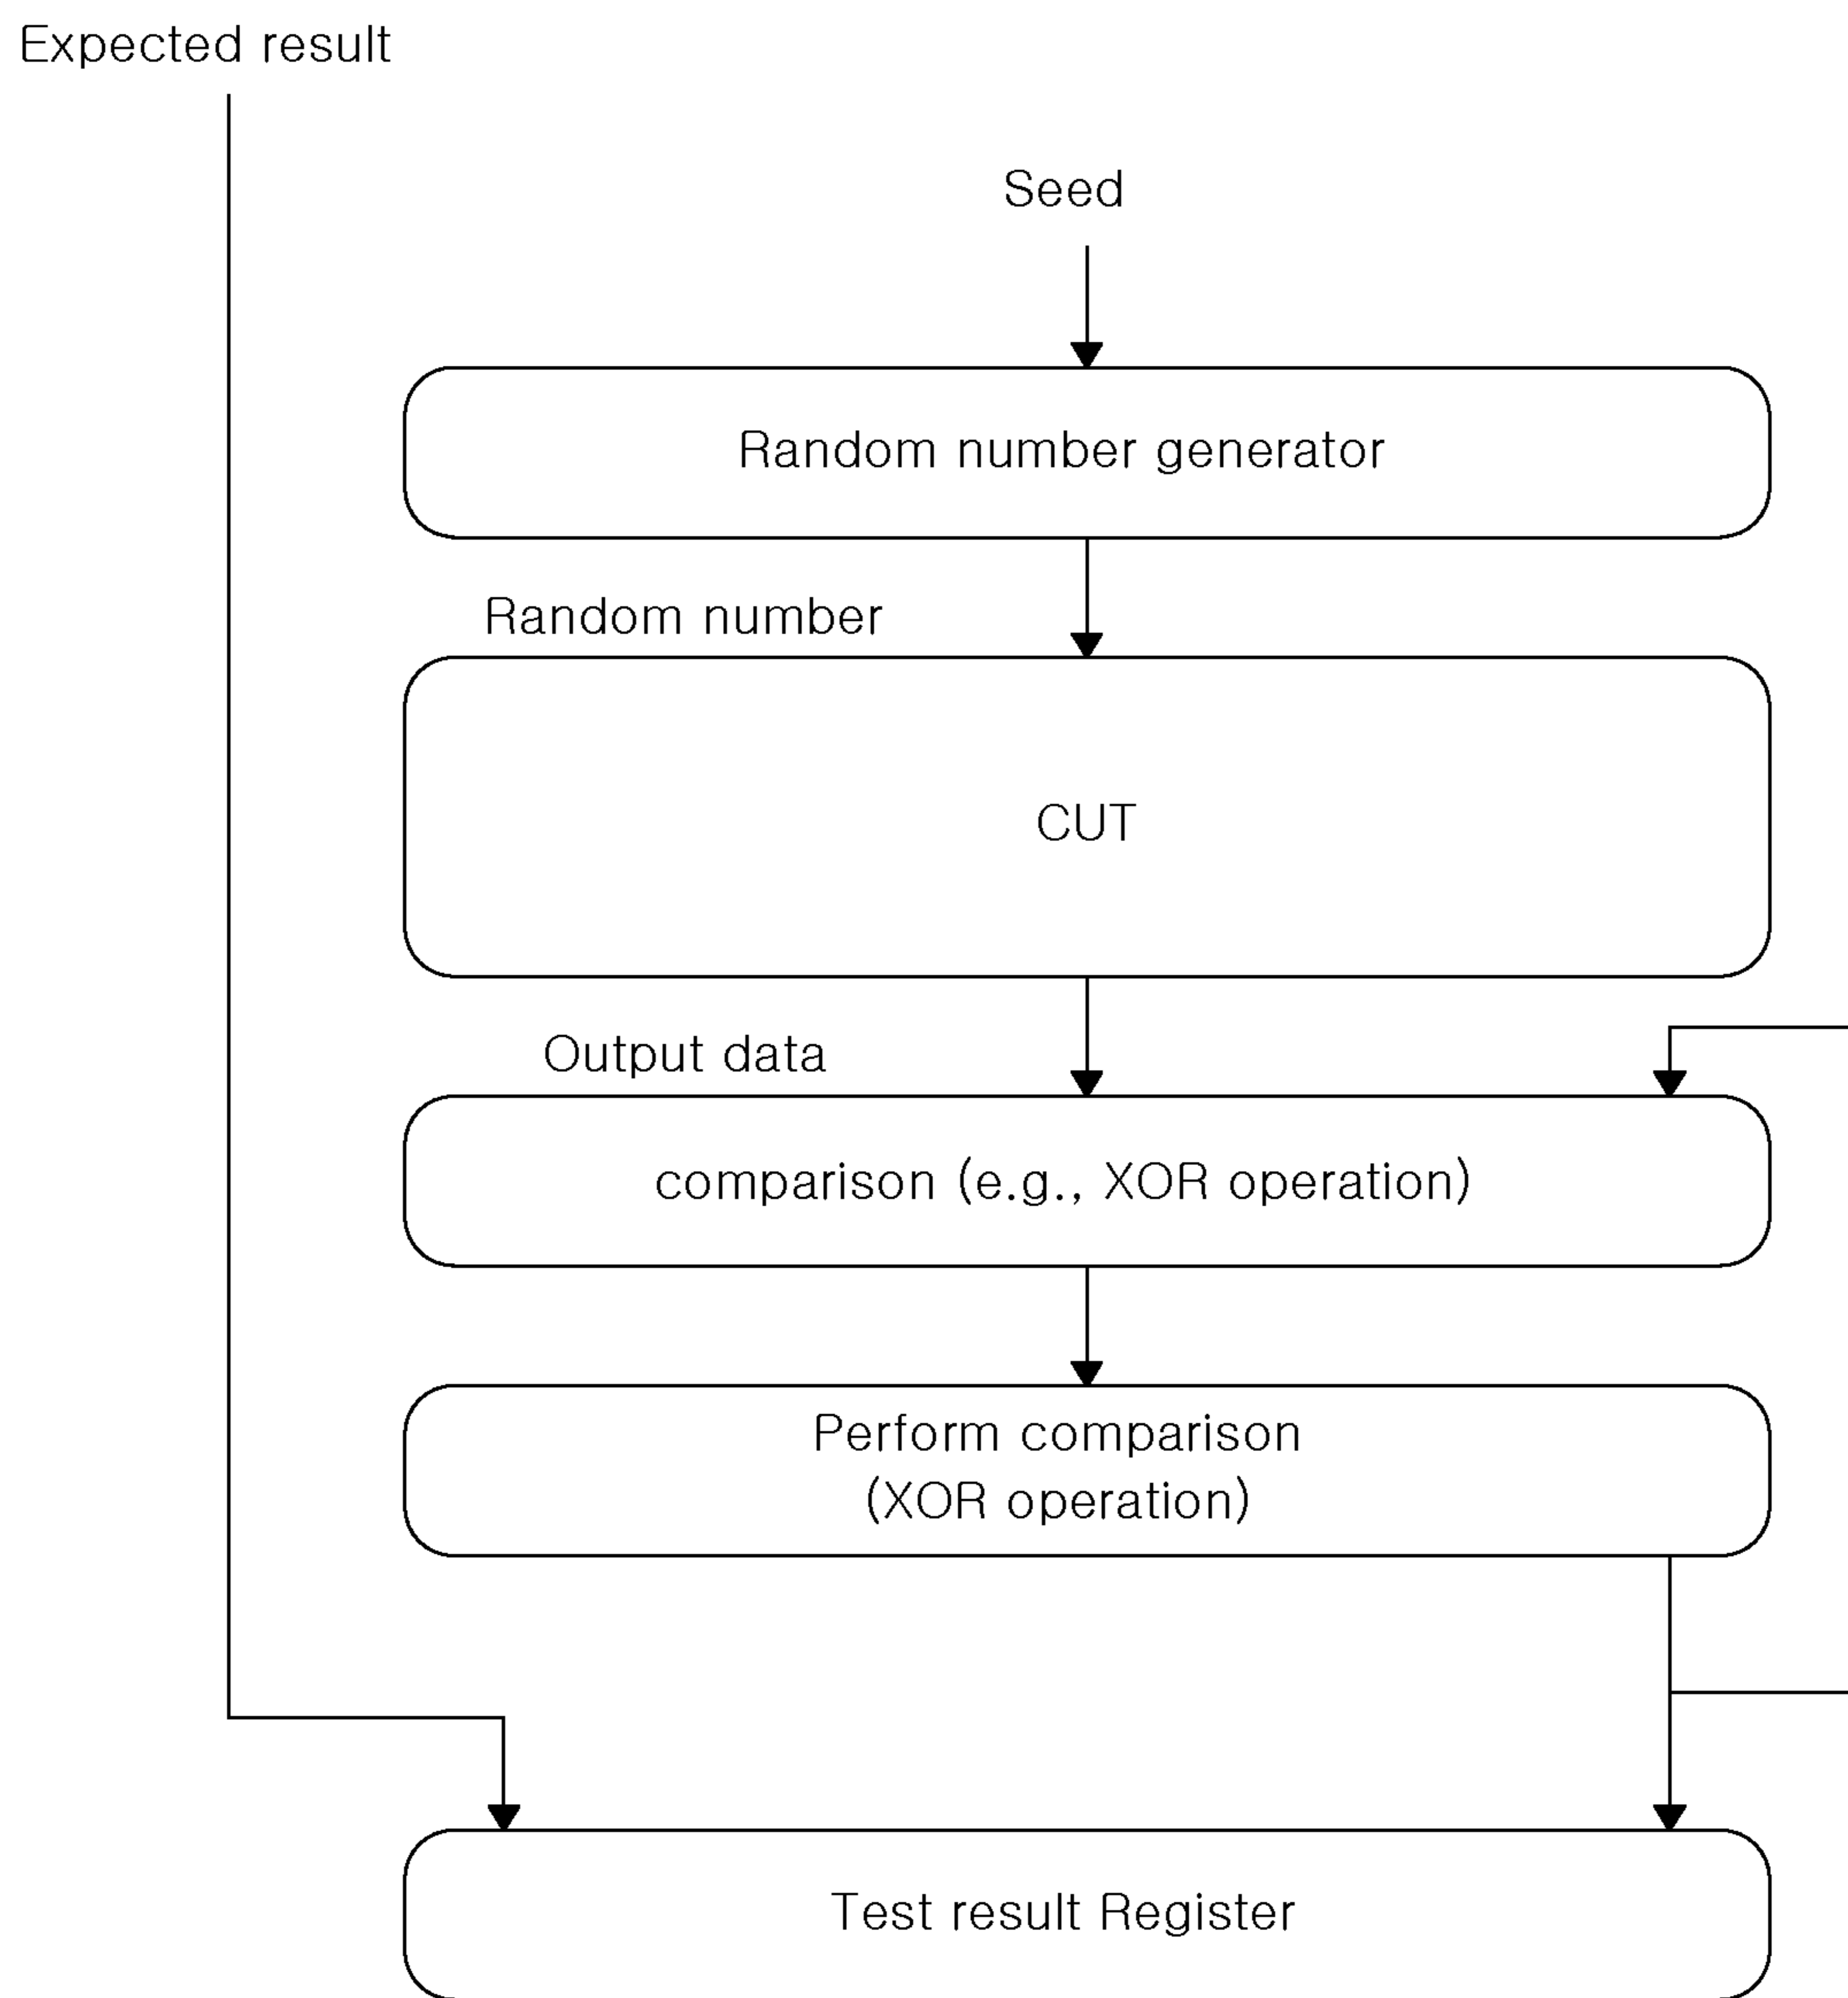 Expected result
Seed
Random number generator
Random number
CUT
Output data
comparison (e.g., XOR operation)
Perform comparison
(XOR operation)
Test result Register